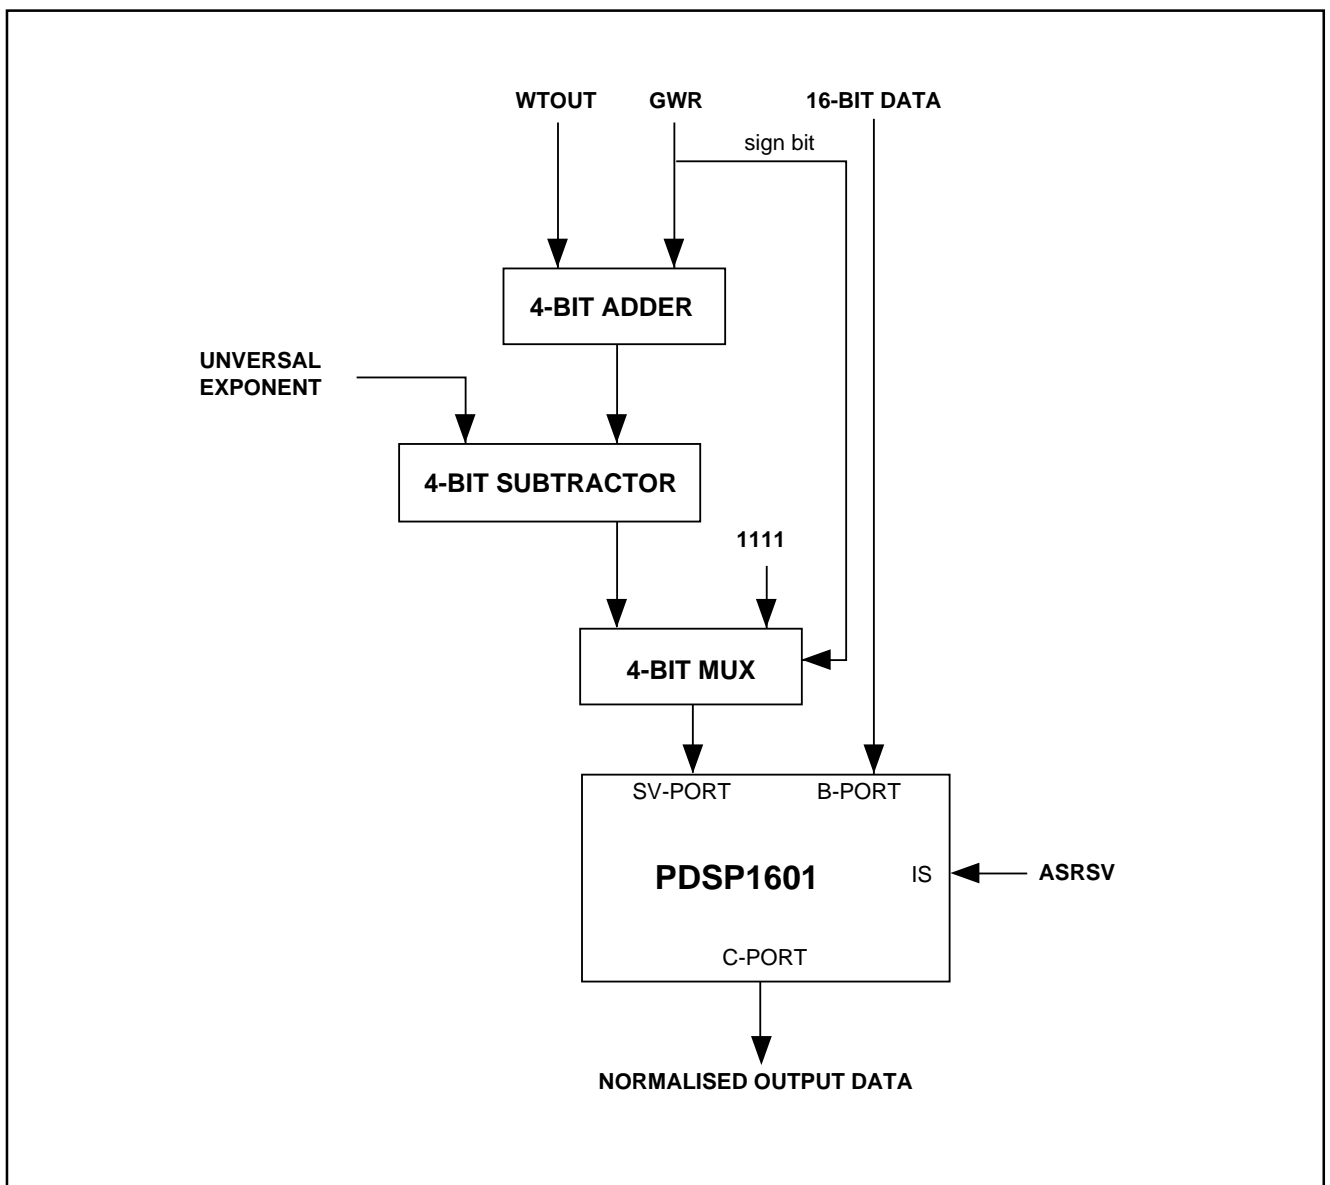 WTOUT GWR 16-BIT DATA
sign bit
4-BIT ADDER
UNVERSAL
EXPONENT
4-BIT SUBTRACTOR
1111
4-BIT MUX
SV-PORT B-PORT
PDSP1601
IS
ASRSV
C-PORT
NORMALISED OUTPUT DATA